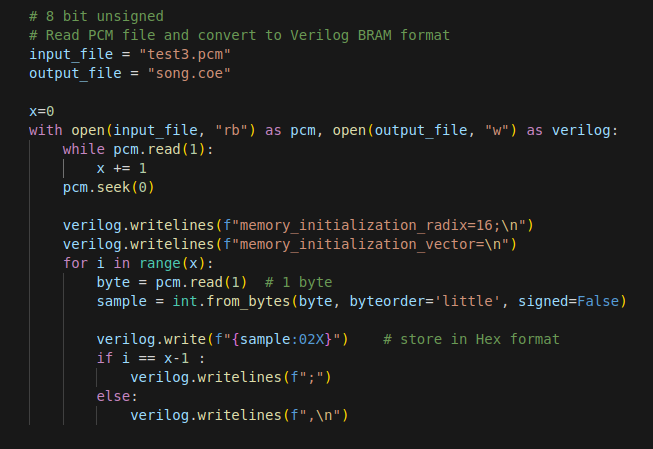 # 8 bit unsigned
# Read PCM file and convert to Verilog BRAM format
input_file = "test3.pcm"
output_file = "song.coe"

x=0
with open(input_file, "rb") as pcm, open(output_file, "w") as verilog:
    while pcm.read(1):
        x += 1
    pcm.seek(0)

    verilog.writelines(f"memory_initialization_radix=16;\n")
    verilog.writelines(f"memory_initialization_vector=\n")
    for i in range(x):
        byte = pcm.read(1)  # 1 byte
        sample = int.from_bytes(byte, byteorder='little', signed=False)

        verilog.write(f"{sample:02X}")    # store in Hex format
        if i == x-1 :
            verilog.writelines(f";")
        else:
            verilog.writelines(f",\n")